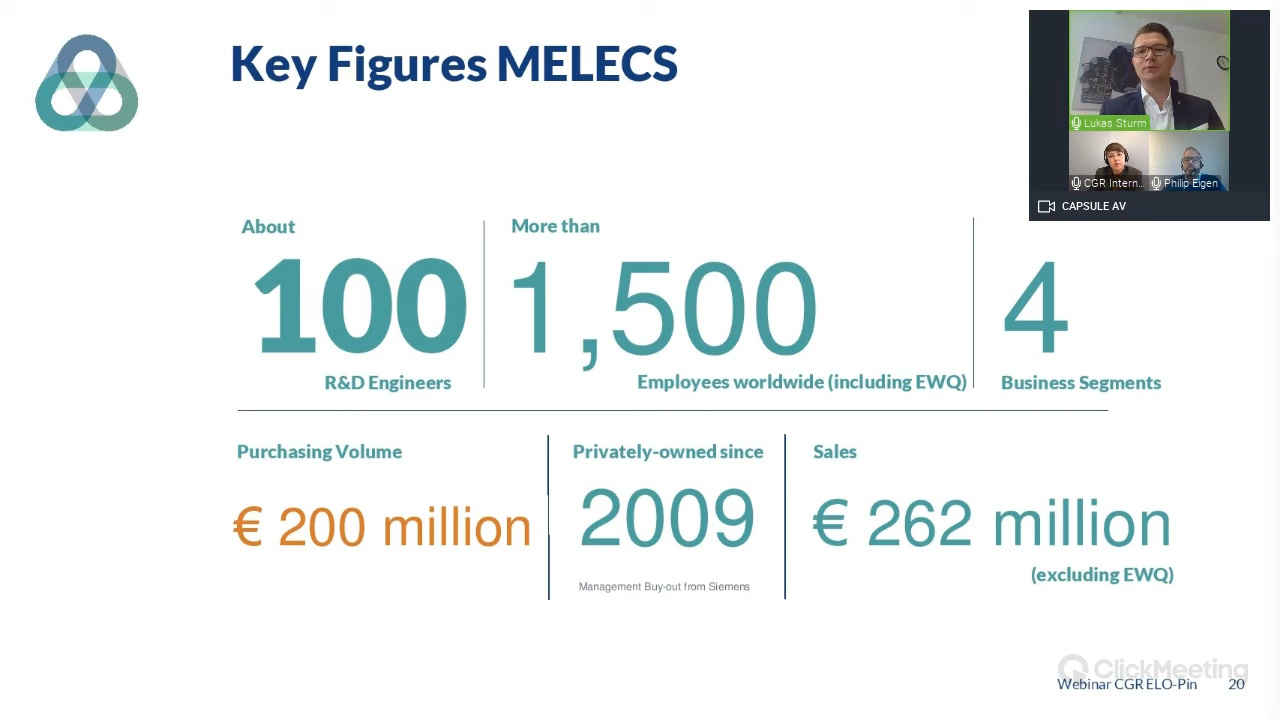 Key Figures MELECS
Lukas Sturm
CGR Intern...
Philip Eigen
CAPSULE AV
About
100
R&D Engineers
More than
1,500
Employees worldwide (including EWQ)
4
Business Segments
Purchasing Volume
€ 200 million
Privately-owned since
2009
Management Buy-out from Siemens
Sales
€ 262 million
(excluding EWQ)
ClickMeeting
Webinar CGR ELO-Pin 20